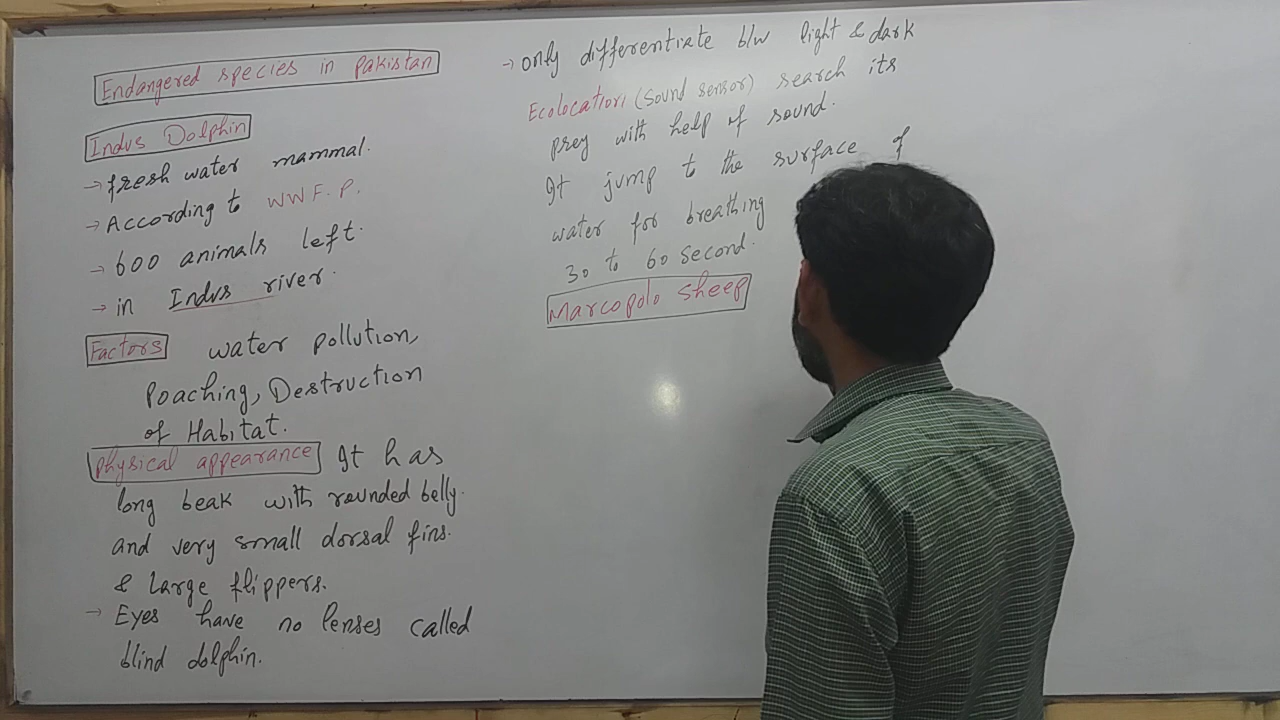 Endangered species in pakistan
Indus Dolphin
→ fresh water mammal.
→ According to WWF.P.
→ 600 animals left.
→ in Indus river.
Factors water pollution,
Poaching, Destruction
of Habitat.
physical appearance It has
long beak with rounded belly.
and very small dorsal fins.
& large flippers.
→ Eyes have no lenses called
blind dolphin.
→ only differentiate b/w light & dark
Ecolocation (sound sensor) search its
prey with help of sound.
It jump to the surface of
water for breathing
30 to 60 second.
Marcopolo sheep